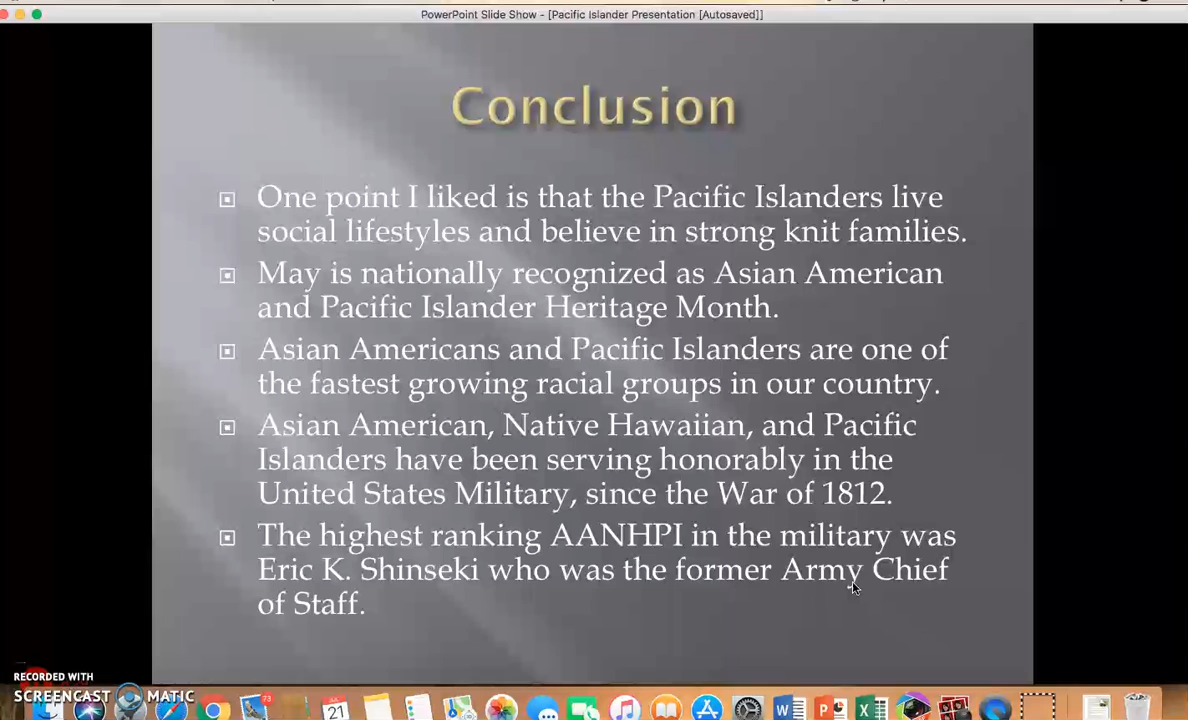 PowerPoint Slide Show - [Pacific Islander Presentation [Autosaved]]
Conclusion
One point I liked is that the Pacific Islanders live
social lifestyles and believe in strong knit families.
May is nationally recognized as Asian American
and Pacific Islander Heritage Month.
Asian Americans and Pacific Islanders are one of
the fastest growing racial groups in our country.
Asian American, Native Hawaiian, and Pacific
Islanders have been serving honorably in the
United States Military, since the War of 1812.
The highest ranking AANHPI in the military was
Eric K. Shinseki who was the former Army Chief
of Staff.
RECORDED WITH
SCREENCAST MATIC
73
JUL
21
W P X